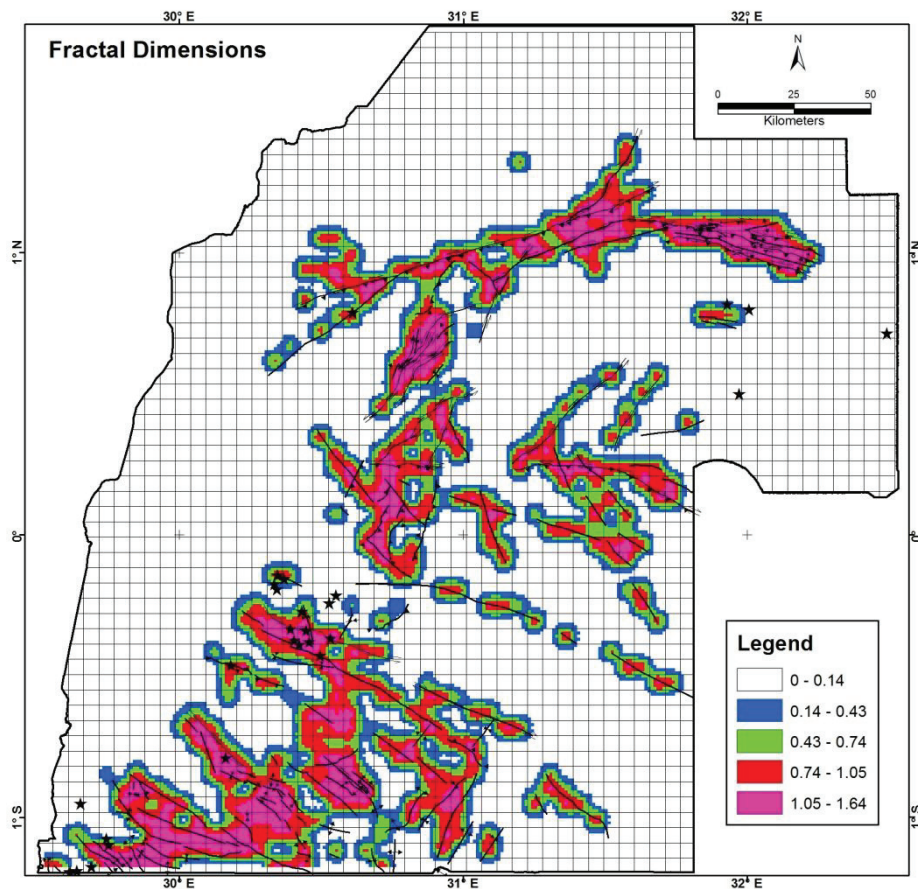 30° E
31° E
32° E
Fractal Dimensions
N
0
25
50
Kilometers
1° N
1° N
0°
0°
Legend
0 - 0.14
0.14 - 0.43
0.43 - 0.74
0.74 - 1.05
1.05 - 1.64
1° S
1° S
30° E
31° E
32° E